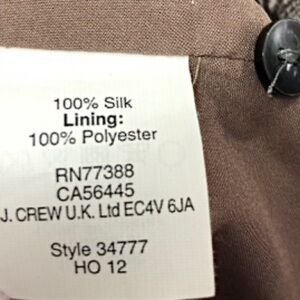 100% Silk
Lining:
100% Polyester
RN77388
CA56445
J. CREW U.K. Ltd EC4V 6JA
Style 34777
HO 12